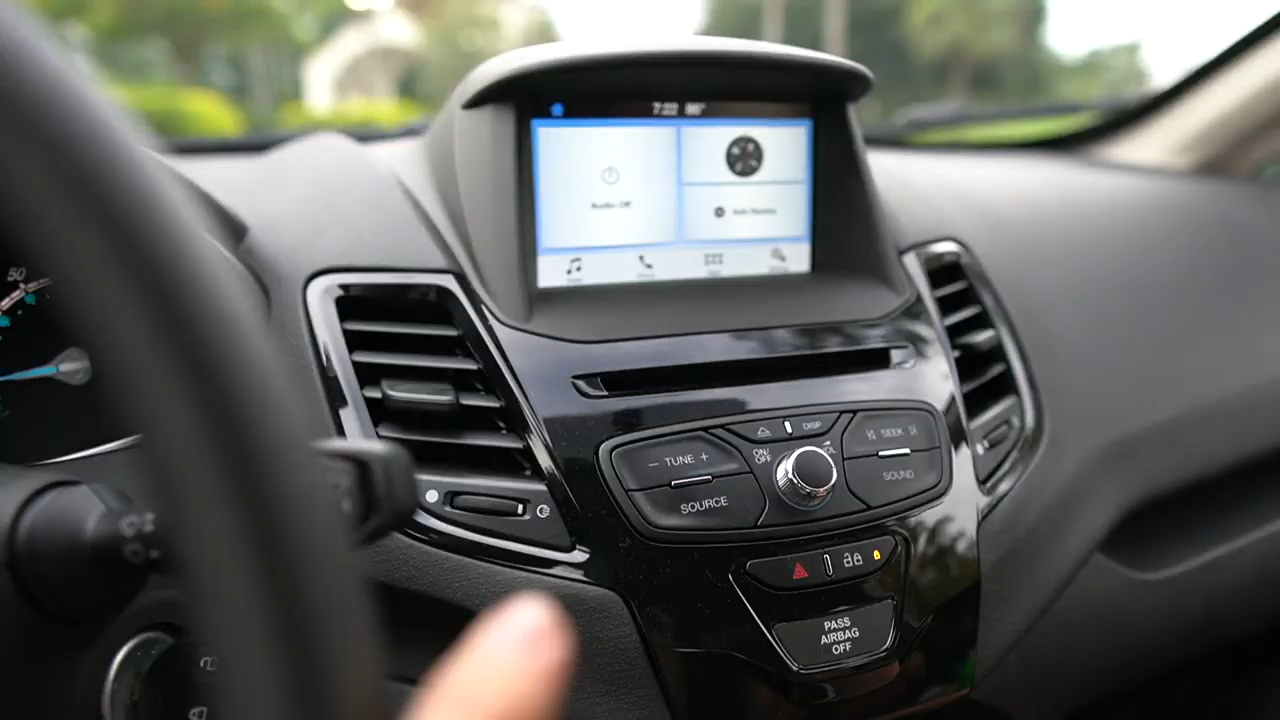 7:22
Audio Off
50
DISP
ON/
OFF
VOL
SEEK
— TUNE +
SOURCE
SOUND
PASS
AIRBAG
OFF